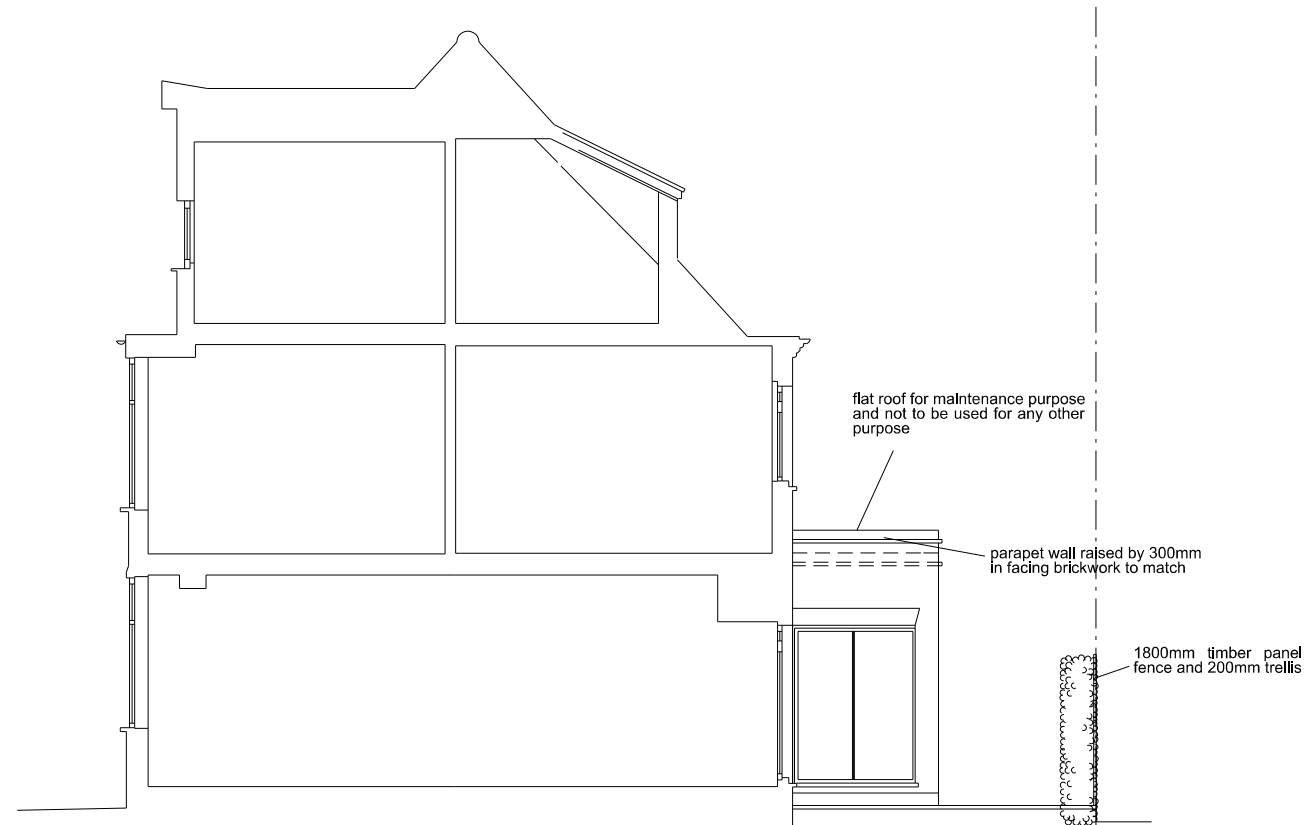 flat roof for maintenance purpose
and not to be used for any other
purpose
parapet wall raised by 300mm
in facing brickwork to match
1800mm timber panel
fence and 200mm trellis